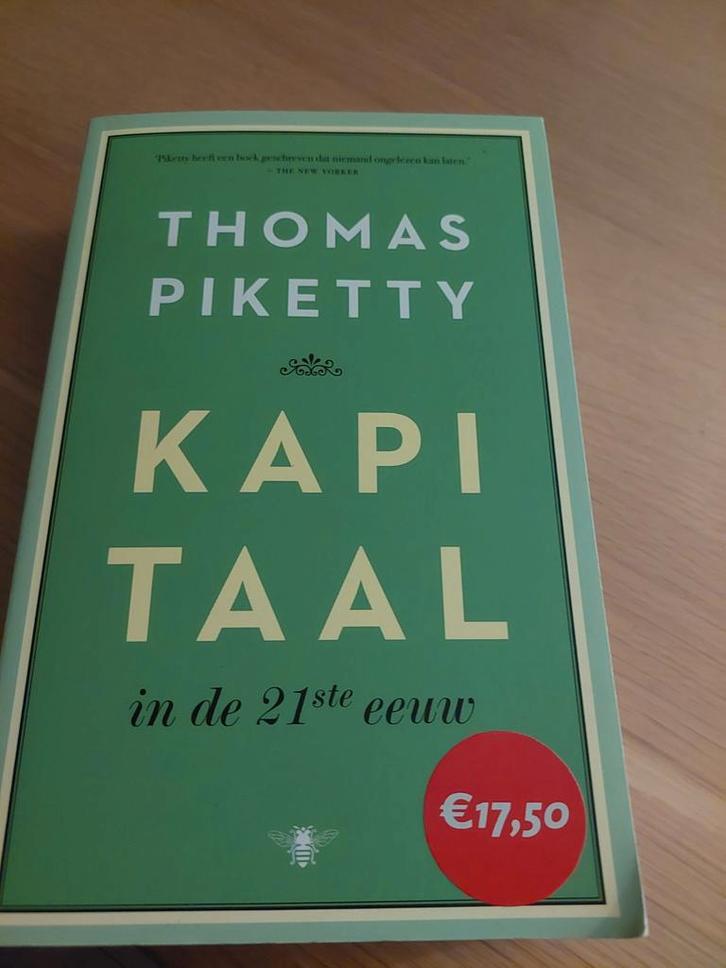 'Piketty heeft een boek geschreven dat niemand ongelezen kan laten.'
– THE NEW YORKER
THOMAS
PIKETTY
KAPI
TAAL
in de 21ste eeuw
€17,50